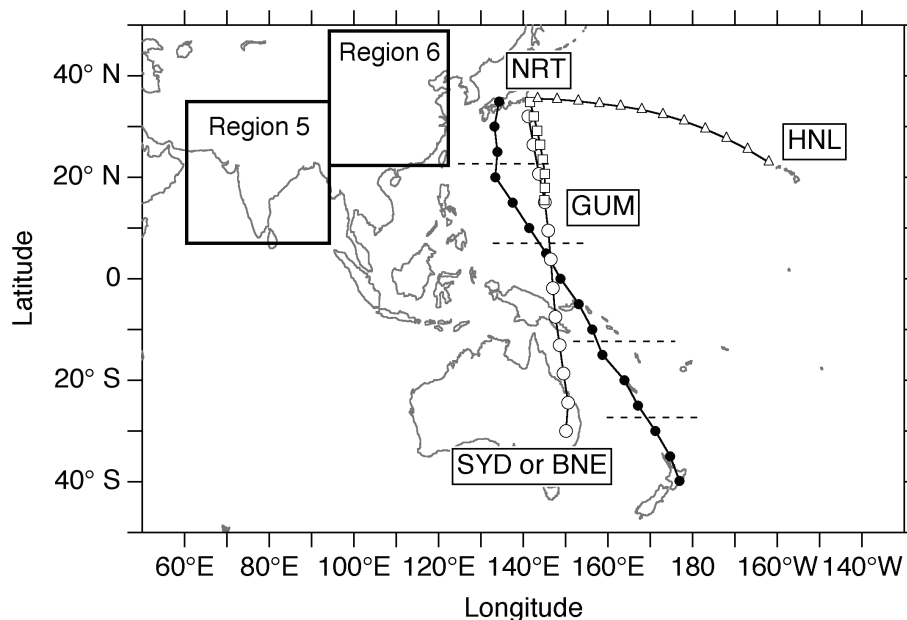 Region 6
Region 5
NRT
HNL
GUM
SYD or BNE
Latitude
40° N
20° N
0
20° S
40° S
60°E 80°E 100°E 120°E 140°E 160°E 180 160°W 140°W
Longitude